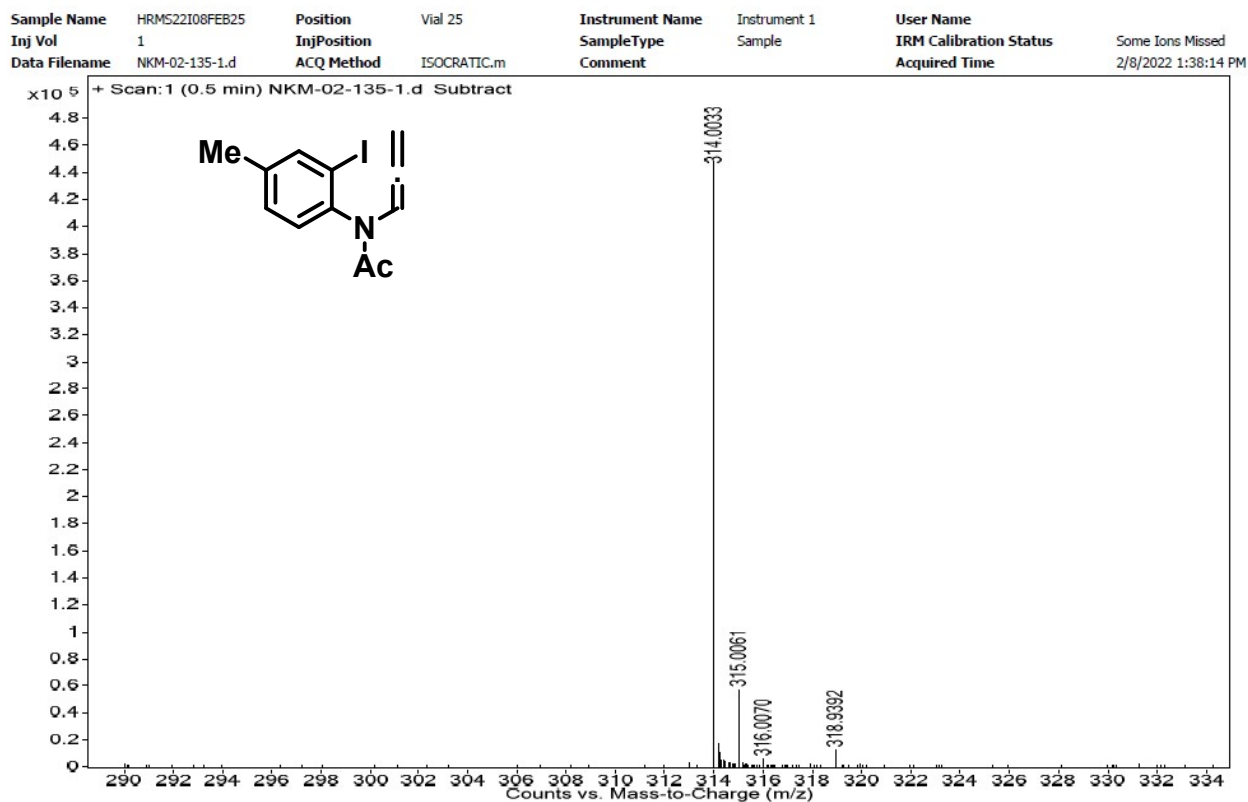 Sample Name HRMS22I08FEB25 Position Vial 25 Instrument Name Instrument 1 User Name
Inj Vol 1 InjPosition SampleType Sample IRM Calibration Status Some Ions Missed
Data Filename NKM-02-135-1.d ACQ Method ISOCRATIC.m Comment Acquired Time 2/8/2022 1:38:14 PM
x10 5 + Scan:1 (0.5 min) NKM-02-135-1.d Subtract
4.8
4.6
4.4
4.2
4
3.8
3.6
3.4
3.2
3
2.8
2.6
2.4
2.2
2
1.8
1.6
1.4
1.2
1
0.8
0.6
0.4
0.2
0
Me
I
N
Ac
314.0033
315.0061
316.0070
318.9392
290 292 294 296 298 300 302 304 306 308 310 312 314 316 318 320 322 324 326 328 330 332 334
Counts vs. Mass-to-Charge (m/z)